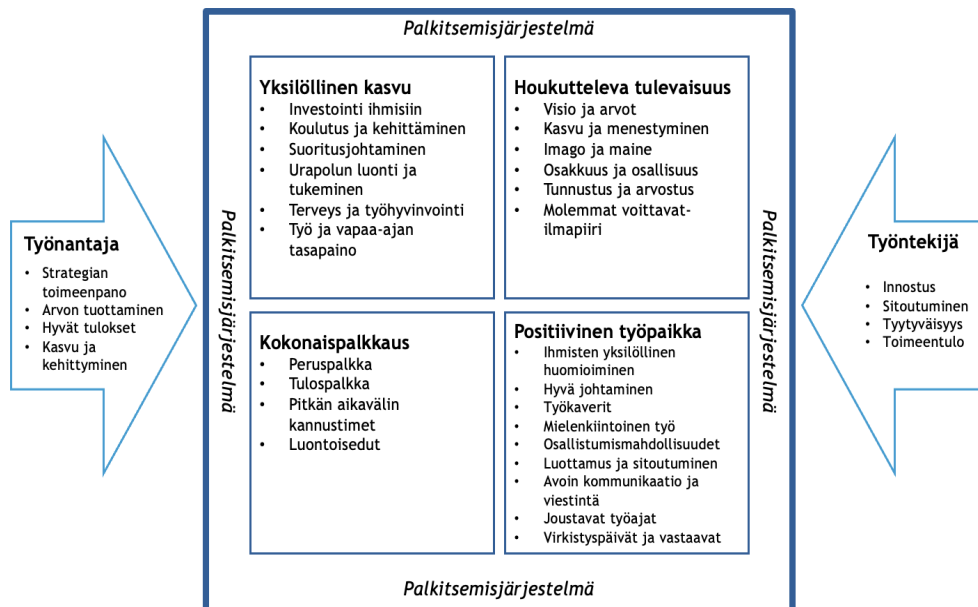 Palkitsemisjärjestelmä
Yksilöllinen kasvu
• Investointi ihmisiin
• Koulutus ja kehittäminen
• Suoritusjohtaminen
• Urapolun luonti ja
tukeminen
• Terveys ja työhyvinvointi
• Työ ja vapaa-ajan
tasapaino
Houkutteleva tulevaisuus
• Visio ja arvot
• Kasvu ja menestyminen
• Imago ja maine
• Osakkuus ja osallisuus
• Tunnustus ja arvostus
• Molemmat voittavat-
ilmapiiri
Palkitsemisjärjestelmä
Palkitsemisjärjestelmä
Työnantaja
• Strategian
toimeenpano
• Arvon tuottaminen
• Hyvät tulokset
• Kasvu ja
kehittyminen
Työntekijä
• Innostus
• Sitoutuminen
• Tyytyväisyys
• Toimeentulo
Kokonaispalkkaus
• Peruspalkka
• Tulospalkka
• Pitkän aikavälin
kannustimet
• Luontoisedut
Positiivinen työpaikka
• Ihmisten yksilöllinen
huomioiminen
• Hyvä johtaminen
• Työkaverit
• Mielenkiintoinen työ
• Osallistumismahdollisuudet
• Luottamus ja sitoutuminen
• Avoin kommunikaatio ja
viestintä
• Joustavat työajat
• Virkistyspäivät ja vastaavat
Palkitsemisjärjestelmä